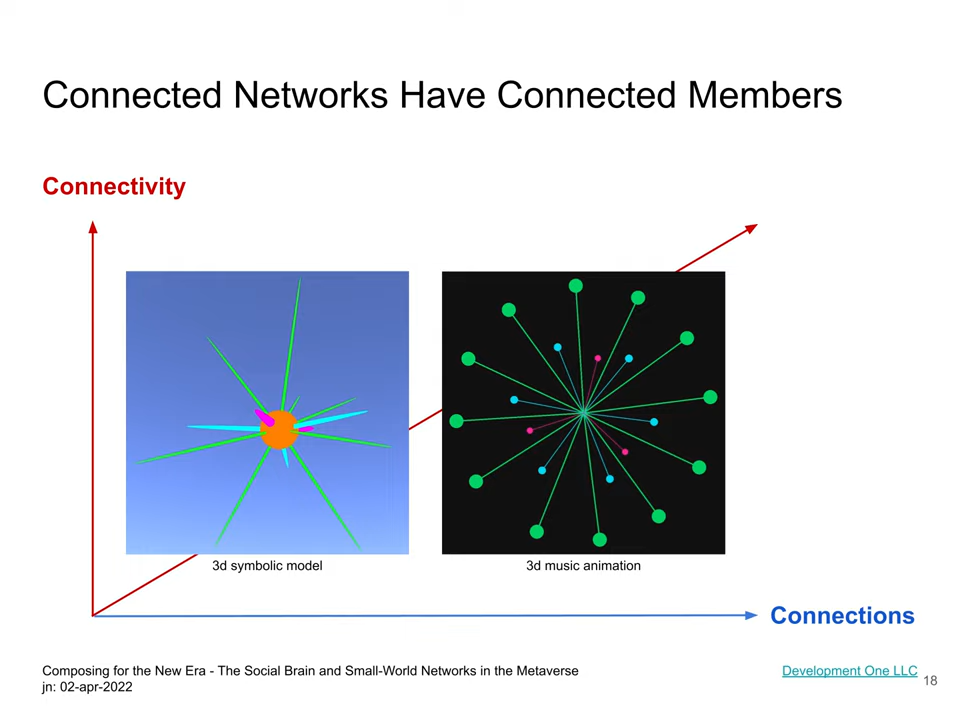 Connected Networks Have Connected Members
Connectivity
3d symbolic model
3d music animation
Connections
Composing for the New Era - The Social Brain and Small-World Networks in the Metaverse
jn: 02-apr-2022
Development One LLC
18